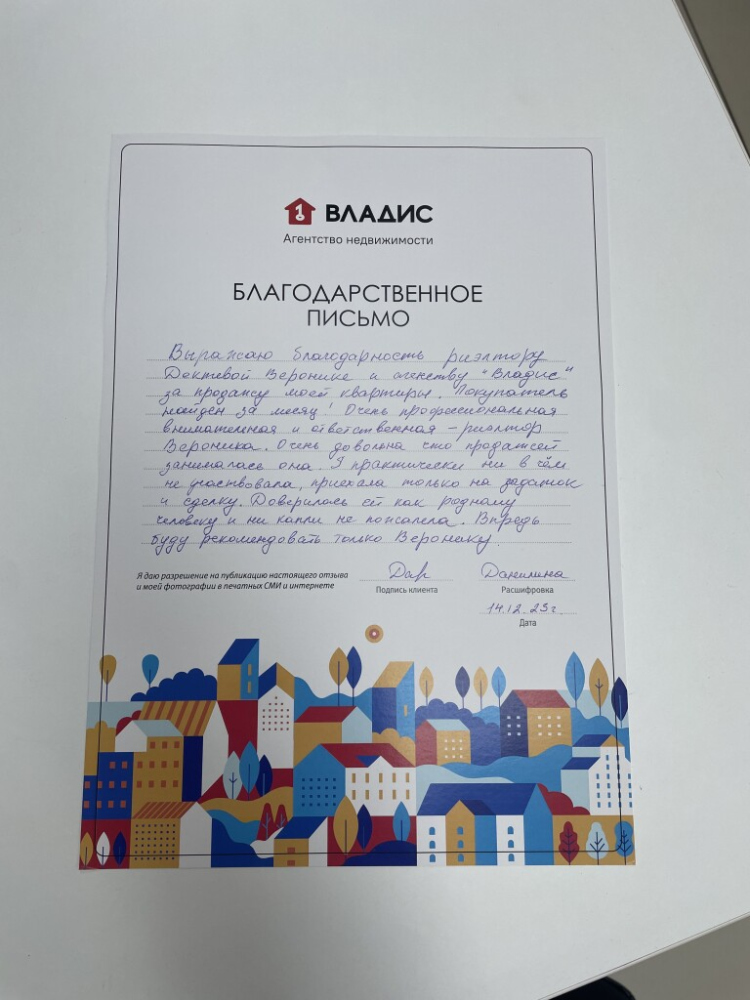 ВЛАДИС
Агентство недвижимости
БЛАГОДАРСТВЕННОЕ
ПИСЬМО
Выражаю благодарность риэлтору
Дектевой Веронике и агенству "Владис"
за продажу моей квартиры. Покупатель
найден за месяц! Очень профессиональная
внимательная и ответственная - риэлтор
Вероника. Очень довольна что продажей
занималась она. Я практически ни в чём
не участвовала, приехала только на задаток
и сделку. Доверилась ей как родному
человеку и ни капли не пожалела. Впредь
буду рекомендовать только Веронику.
Я даю разрешение на публикацию настоящего отзыва
и моей фотографии в печатных СМИ и интернете
Подпись клиента
Данилина
Расшифровка
14.12.23г.
Дата